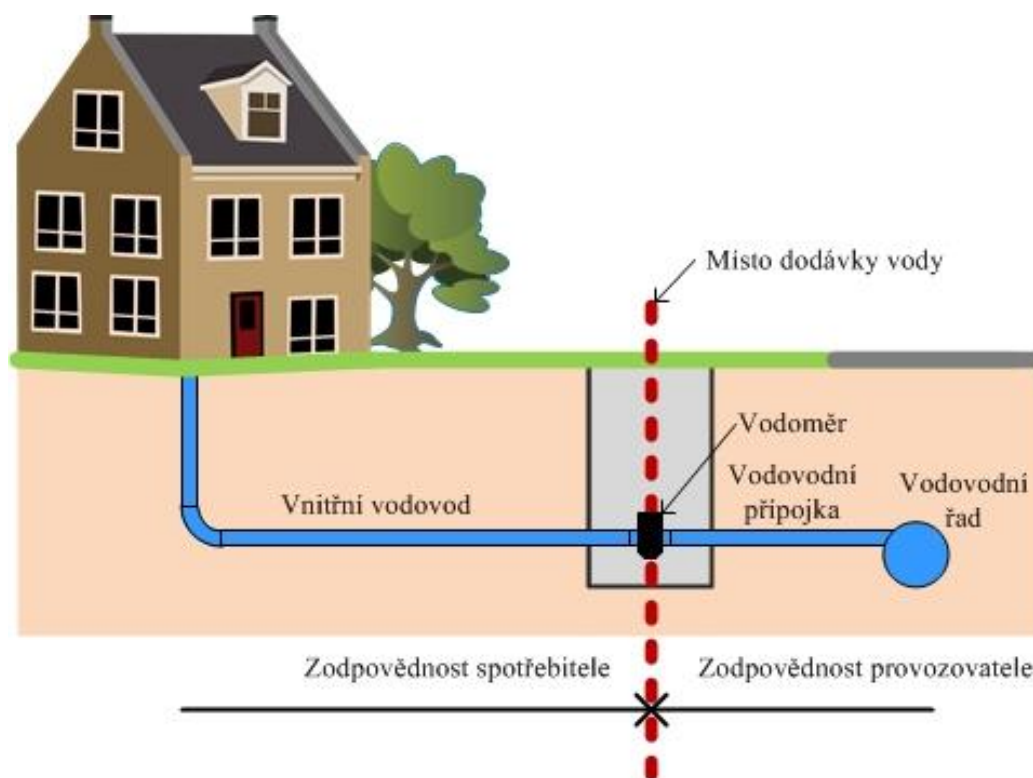 Místo dodávky vody
Vodoměr
Vodovodní
přípojka
Vodovodní
řad
Vnitřní vodovod
Zodpovědnost spotřebitele
Zodpovědnost provozovatele